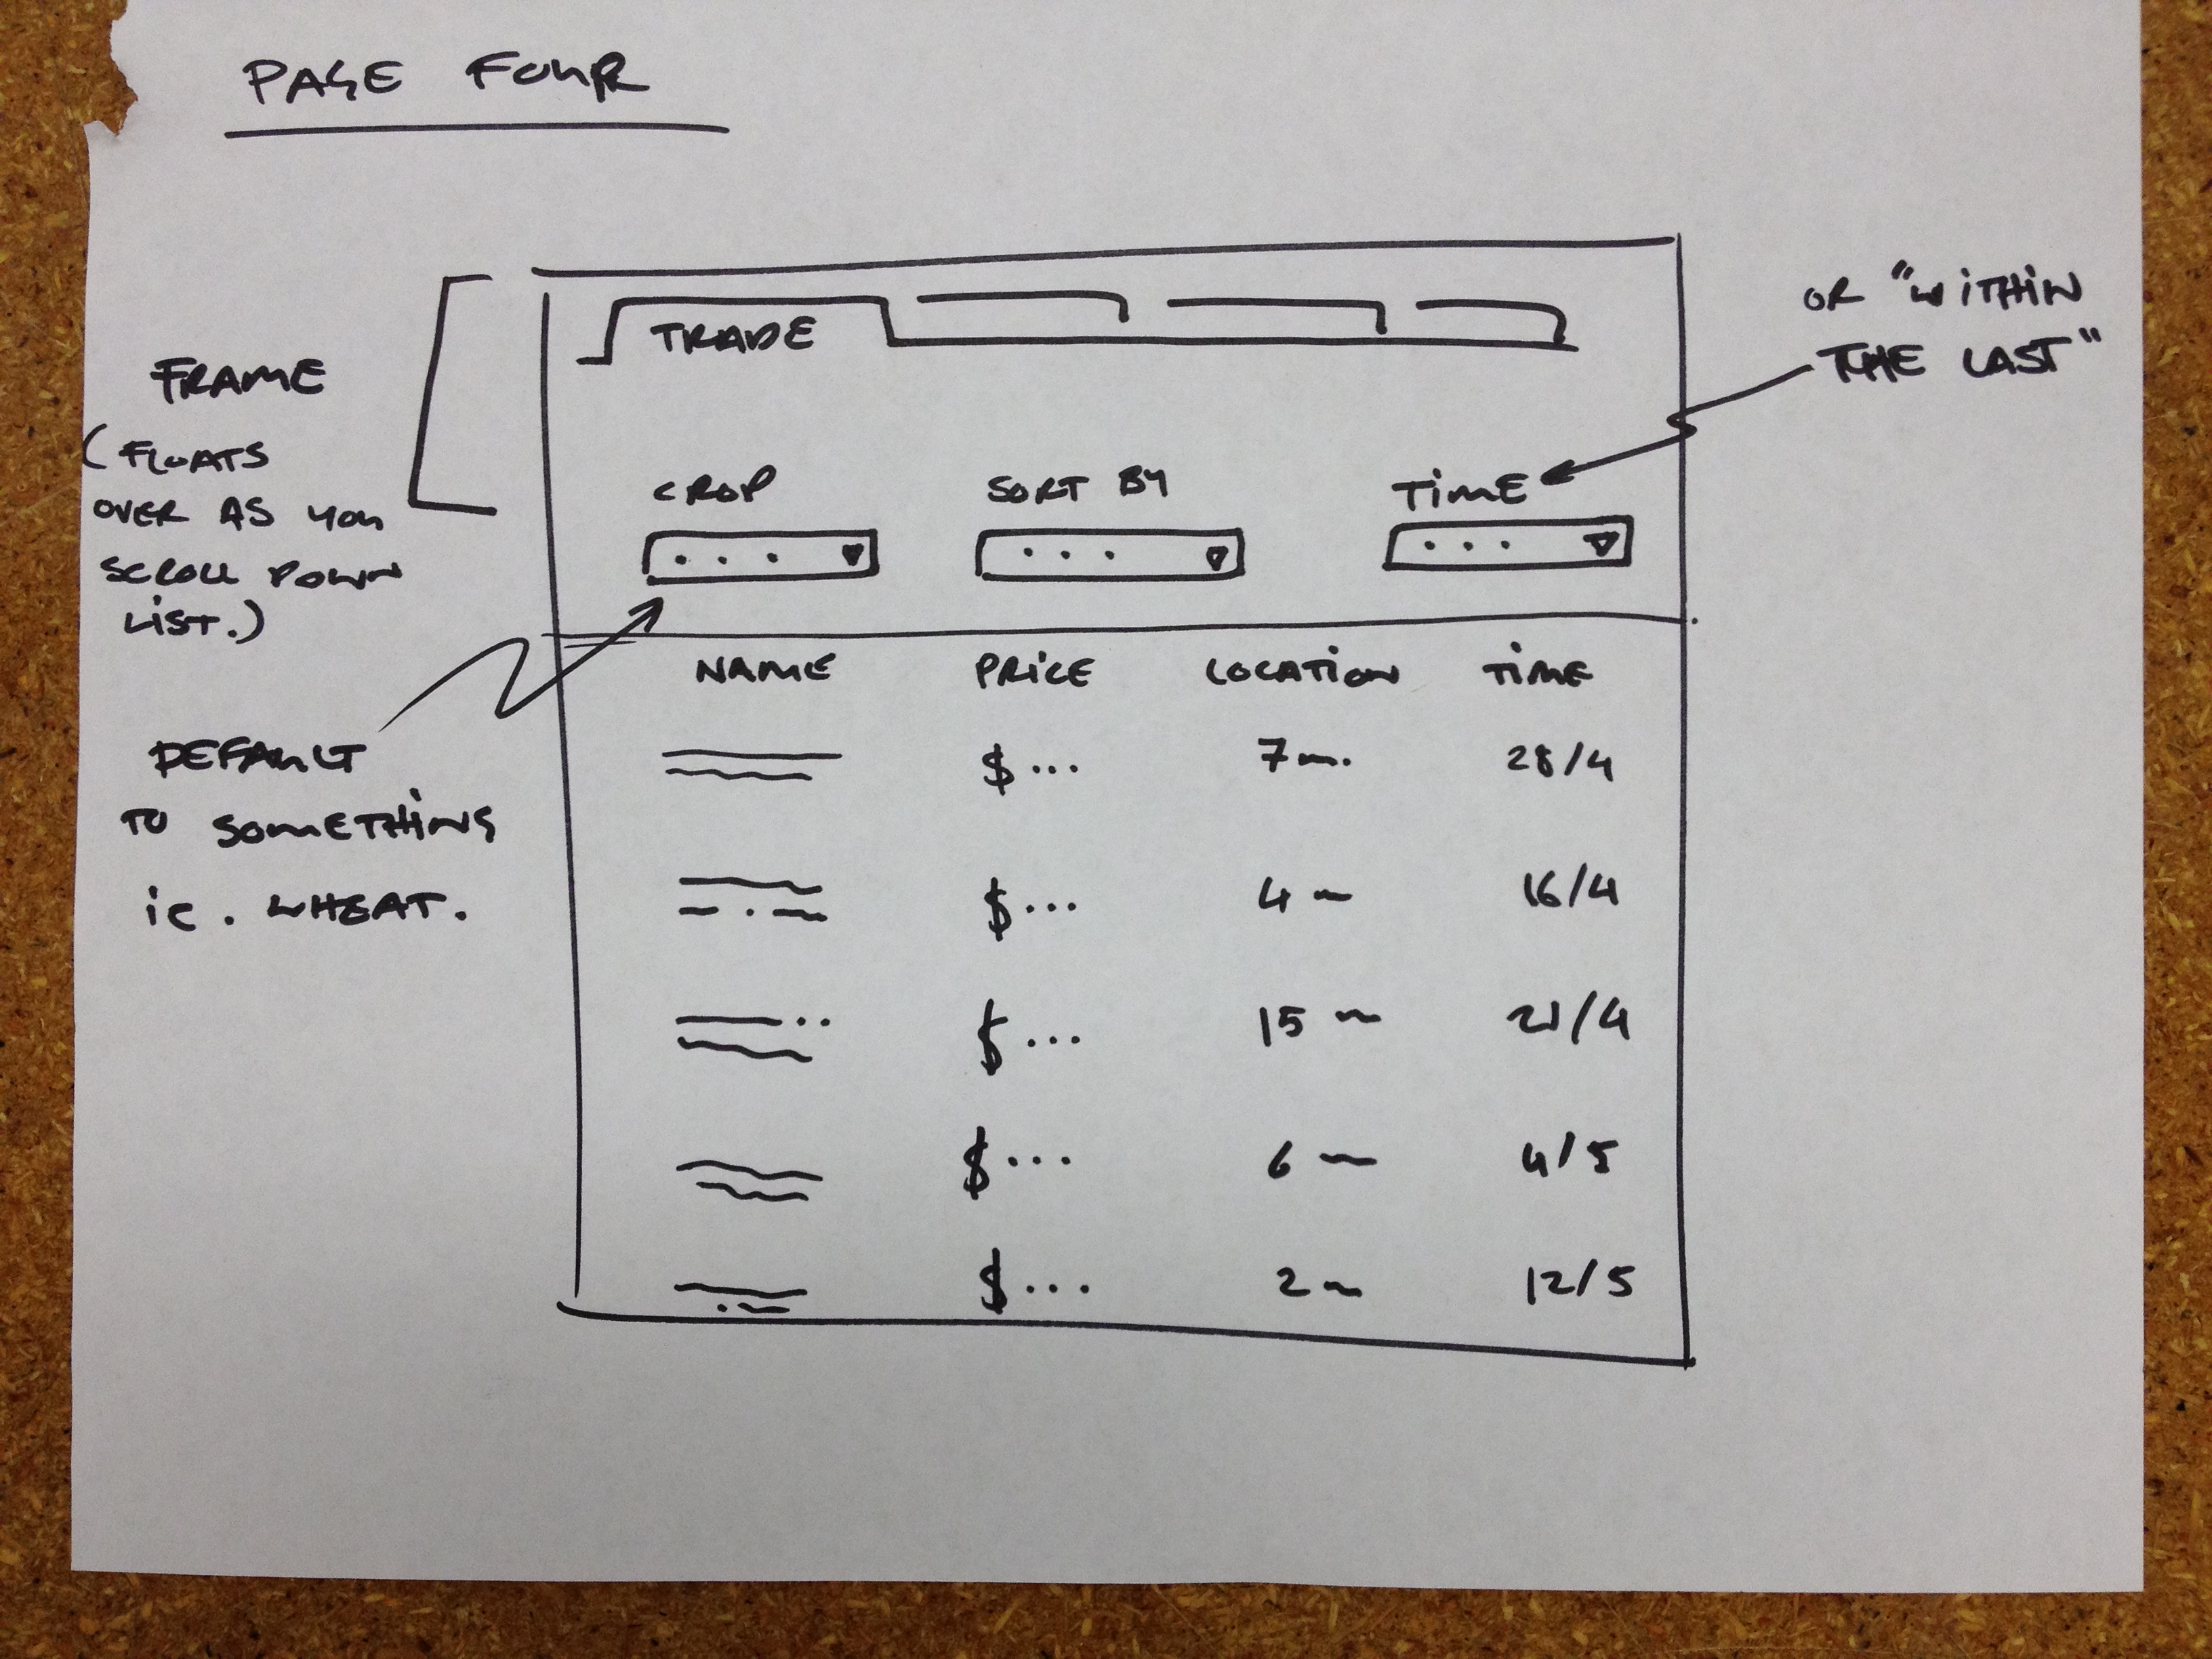 PAGE FOUR
FRAME
(FLOATS
OVER AS YOU
SCROLL DOWN
LIST.)
DEFAULT
TO SOMETHING
ie. WHEAT.
OR "WITHIN
THE LAST"
TRADE
CROP SORT BY TIME
... ... ...
NAME PRICE LOCATION TIME
$... 7 28/4
$... 4 16/4
$... 15 21/4
$... 6 4/5
$... 2 12/5